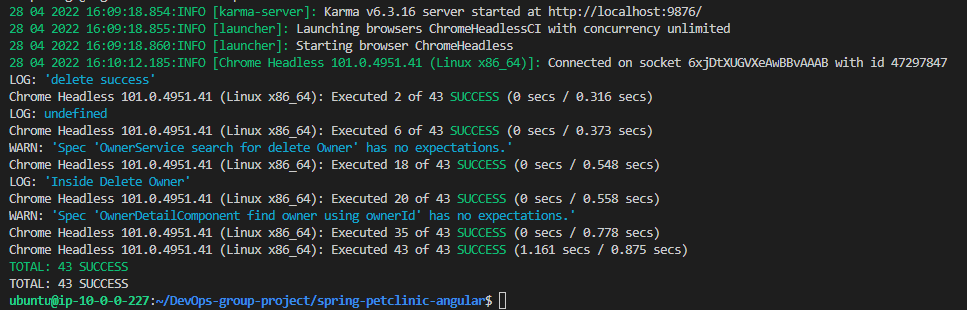 28 04 2022 16:09:18.854:INFO [karma-server]: Karma v6.3.16 server started at http://localhost:9876/
28 04 2022 16:09:18.855:INFO [launcher]: Launching browsers ChromeHeadlessCI with concurrency unlimited
28 04 2022 16:09:18.860:INFO [launcher]: Starting browser ChromeHeadless
28 04 2022 16:10:12.185:INFO [Chrome Headless 101.0.4951.41 (Linux x86_64)]: Connected on socket 6xjDtXUGVXeAwBBvAAAB with id 47297847
LOG: 'delete success'
Chrome Headless 101.0.4951.41 (Linux x86_64): Executed 2 of 43 SUCCESS (0 secs / 0.316 secs)
LOG: undefined
Chrome Headless 101.0.4951.41 (Linux x86_64): Executed 6 of 43 SUCCESS (0 secs / 0.373 secs)
WARN: 'Spec 'OwnerService search for delete Owner' has no expectations.'
Chrome Headless 101.0.4951.41 (Linux x86_64): Executed 18 of 43 SUCCESS (0 secs / 0.548 secs)
LOG: 'Inside Delete Owner'
Chrome Headless 101.0.4951.41 (Linux x86_64): Executed 20 of 43 SUCCESS (0 secs / 0.558 secs)
WARN: 'Spec 'OwnerDetailComponent find owner using ownerId' has no expectations.'
Chrome Headless 101.0.4951.41 (Linux x86_64): Executed 35 of 43 SUCCESS (0 secs / 0.778 secs)
Chrome Headless 101.0.4951.41 (Linux x86_64): Executed 43 of 43 SUCCESS (1.161 secs / 0.875 secs)
TOTAL: 43 SUCCESS
TOTAL: 43 SUCCESS
ubuntu@ip-10-0-0-227:~/DevOps-group-project/spring-petclinic-angular$